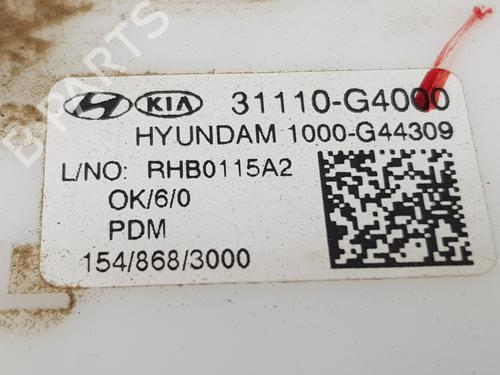 B-PARTS
KIA 31110-G4000
HYUNDAM 1000-G44309
L/NO: RHB0115A2
OK/6/0
PDM
154/868/3000